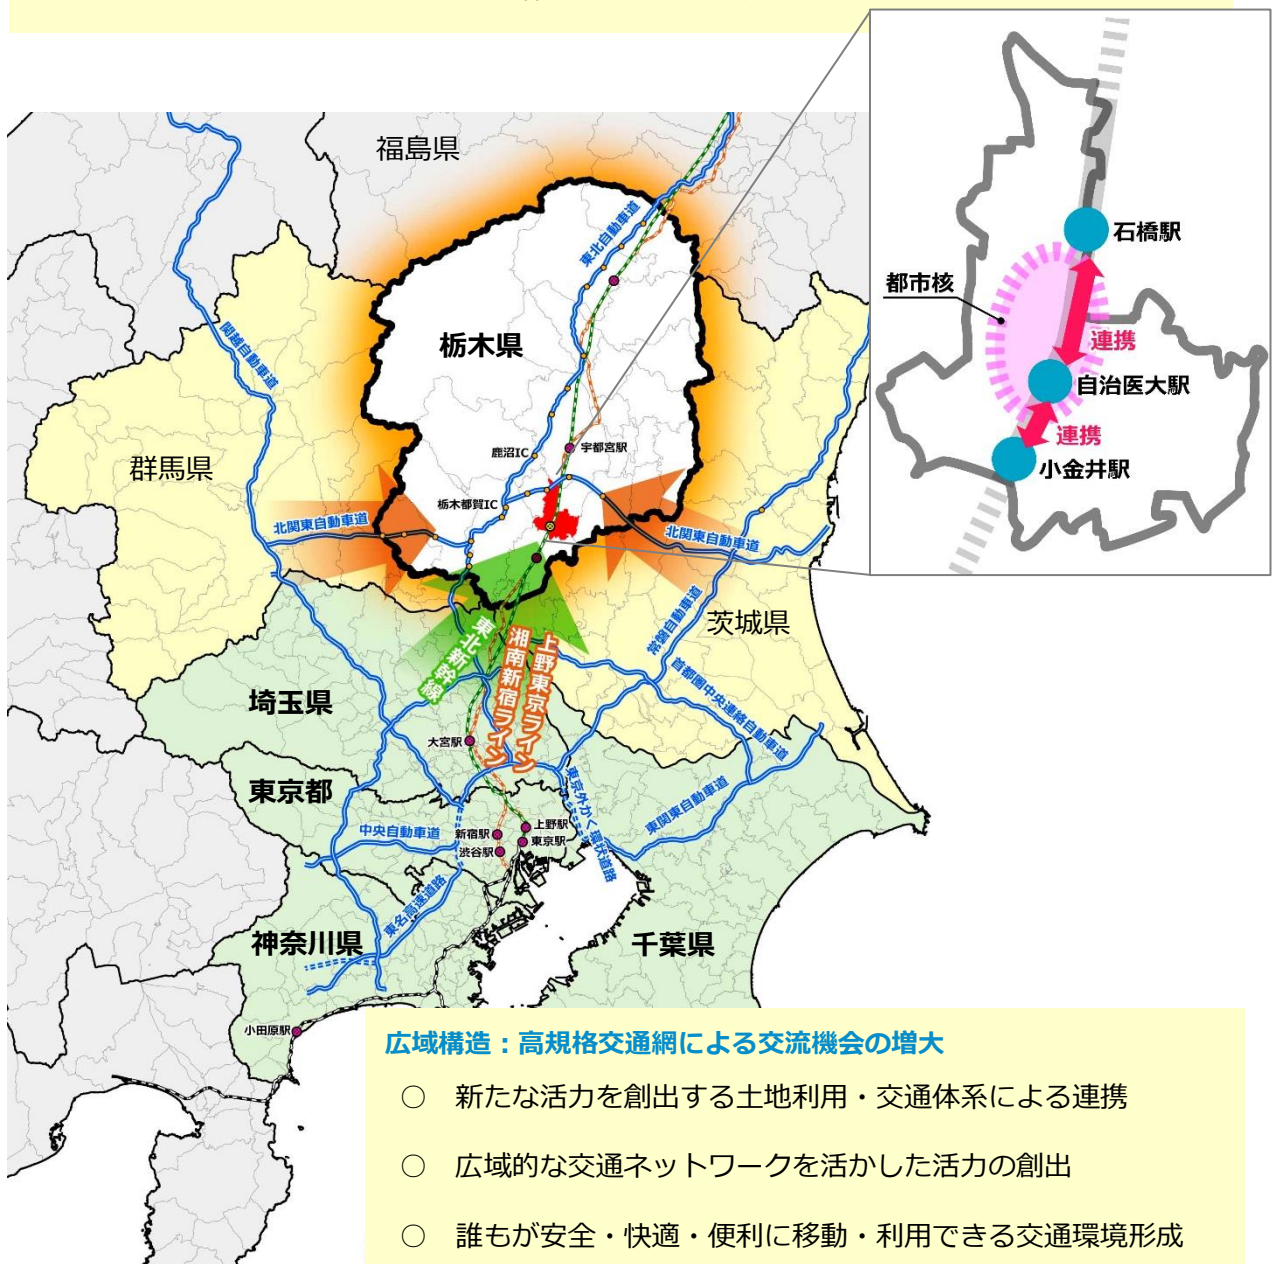 福島県
東北自動車道
栃木県
関越自動車道
群馬県
鹿沼IC
宇都宮駅
栃木都賀IC
北関東自動車道
北関東自動車道
茨城県
常磐自動車道
首都圏中央連絡自動車道
東北新幹線
上野東京ライン
湘南新宿ライン
埼玉県
大宮駅
東京都
中央自動車道
新宿駅
渋谷駅
上野駅
東京駅
東京外かく環状道路
東関東自動車道
東名高速道路
神奈川県
千葉県
小田原駅
石橋駅
都市核
連携
自治医大駅
連携
小金井駅
広域構造：高規格交通網による交流機会の増大
○ 新たな活力を創出する土地利用・交通体系による連携
○ 広域的な交通ネットワークを活かした活力の創出
○ 誰もが安全・快適・便利に移動・利用できる交通環境形成